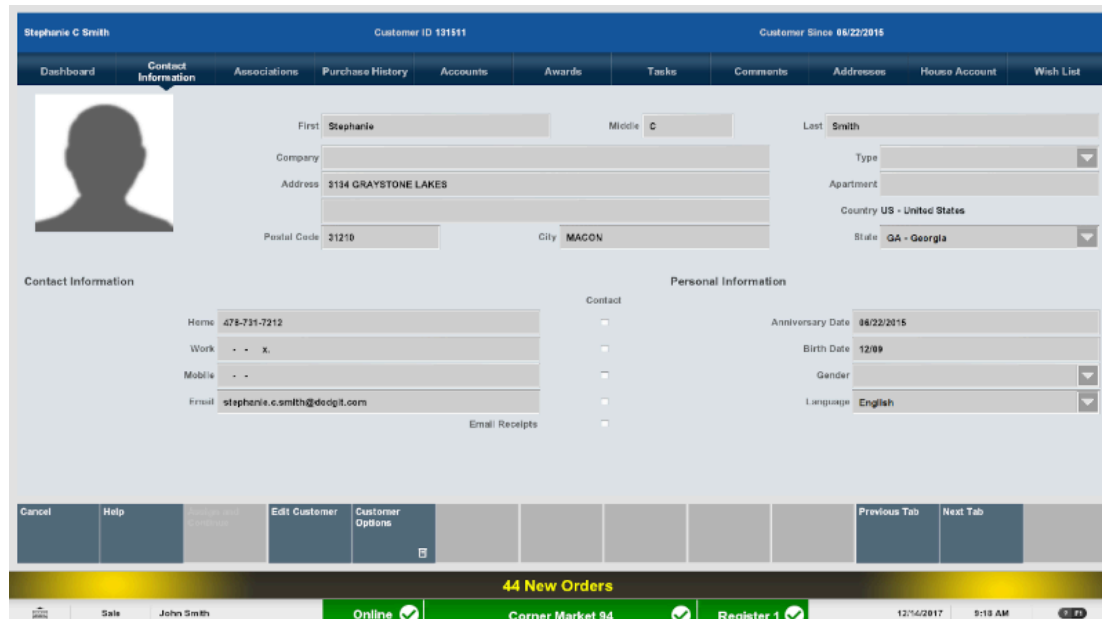 Stephanie C Smith Customer ID 131511 Customer Since 06/22/2015
Dashboard Contact Information Associations Purchase History Accounts Awards Tasks Comments Addresses House Account Wish List
First Stephanie Middle C Last Smith
Company Type
Address 3134 GRAYSTONE LAKES Apartment
Country US - United States
Postal Code 31210 City MACON State GA - Georgia
Contact Information Personal Information
Contact
Home 478-731-7212 Anniversary Date 06/22/2015
Work - - x. Birth Date 12/09
Mobile - - Gender
Email stephanie.c.smith@dodgit.com Language English
Email Receipts
Cancel Help Assign and Continue Edit Customer Customer Options Previous Tab Next Tab
44 New Orders
Sale John Smith Online Corner Market 94 Register 1 12/14/2017 9:18 AM